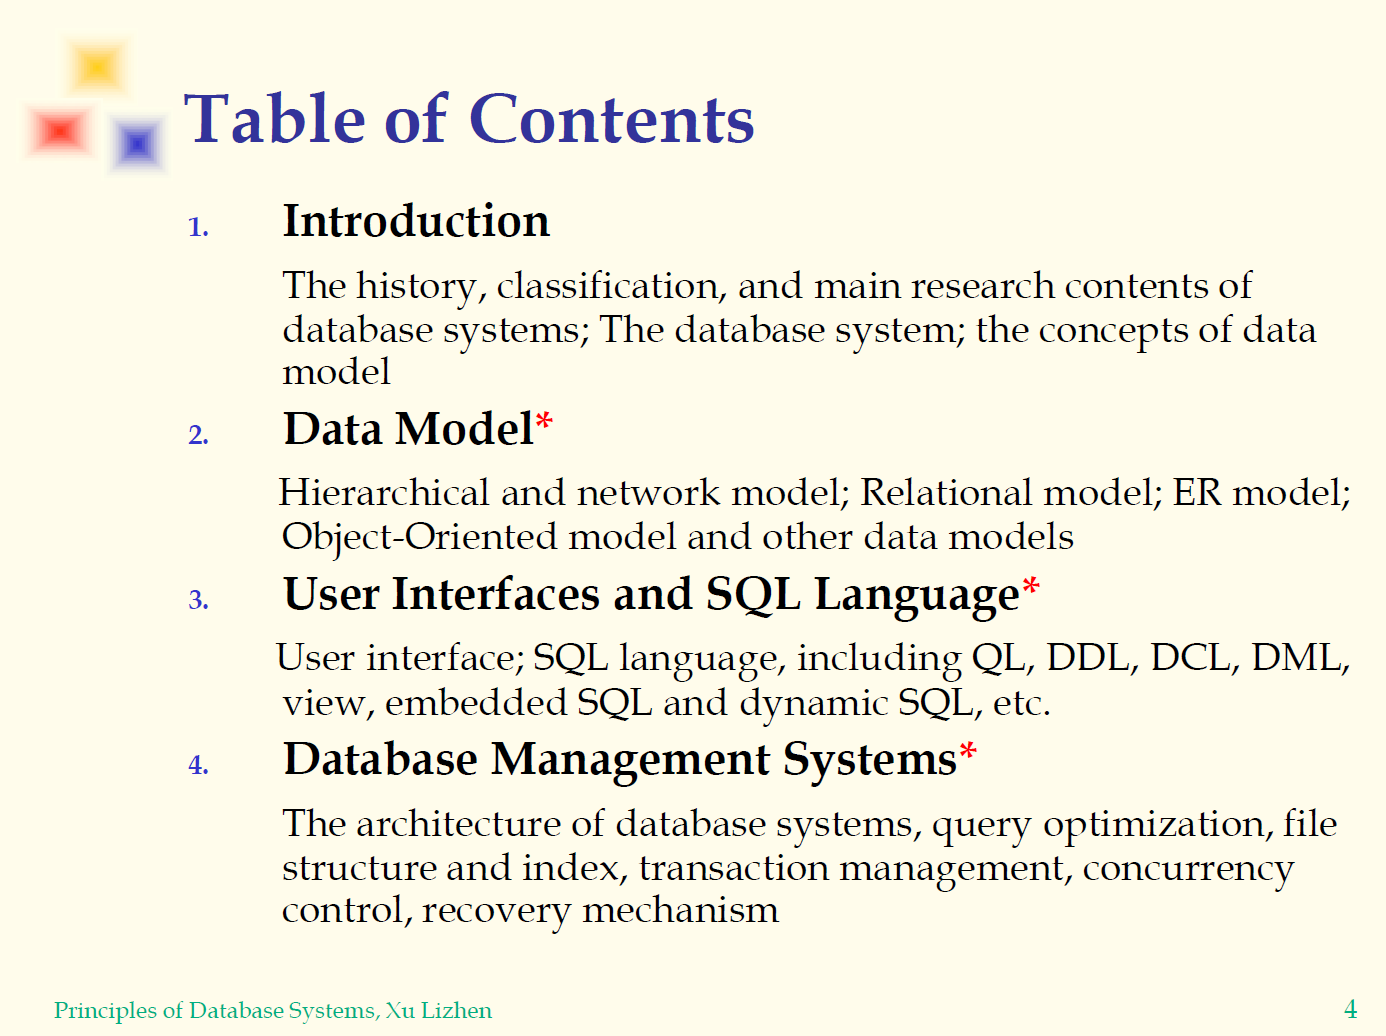 Table of Contents
1. Introduction
The history, classification, and main research contents of
database systems; The database system; the concepts of data
model
2. Data Model*
Hierarchical and network model; Relational model; ER model;
Object-Oriented model and other data models
3. User Interfaces and SQL Language*
User interface; SQL language, including QL, DDL, DCL, DML,
view, embedded SQL and dynamic SQL, etc.
4. Database Management Systems*
The architecture of database systems, query optimization, file
structure and index, transaction management, concurrency
control, recovery mechanism
Principles of Database Systems, Xu Lizhen 4